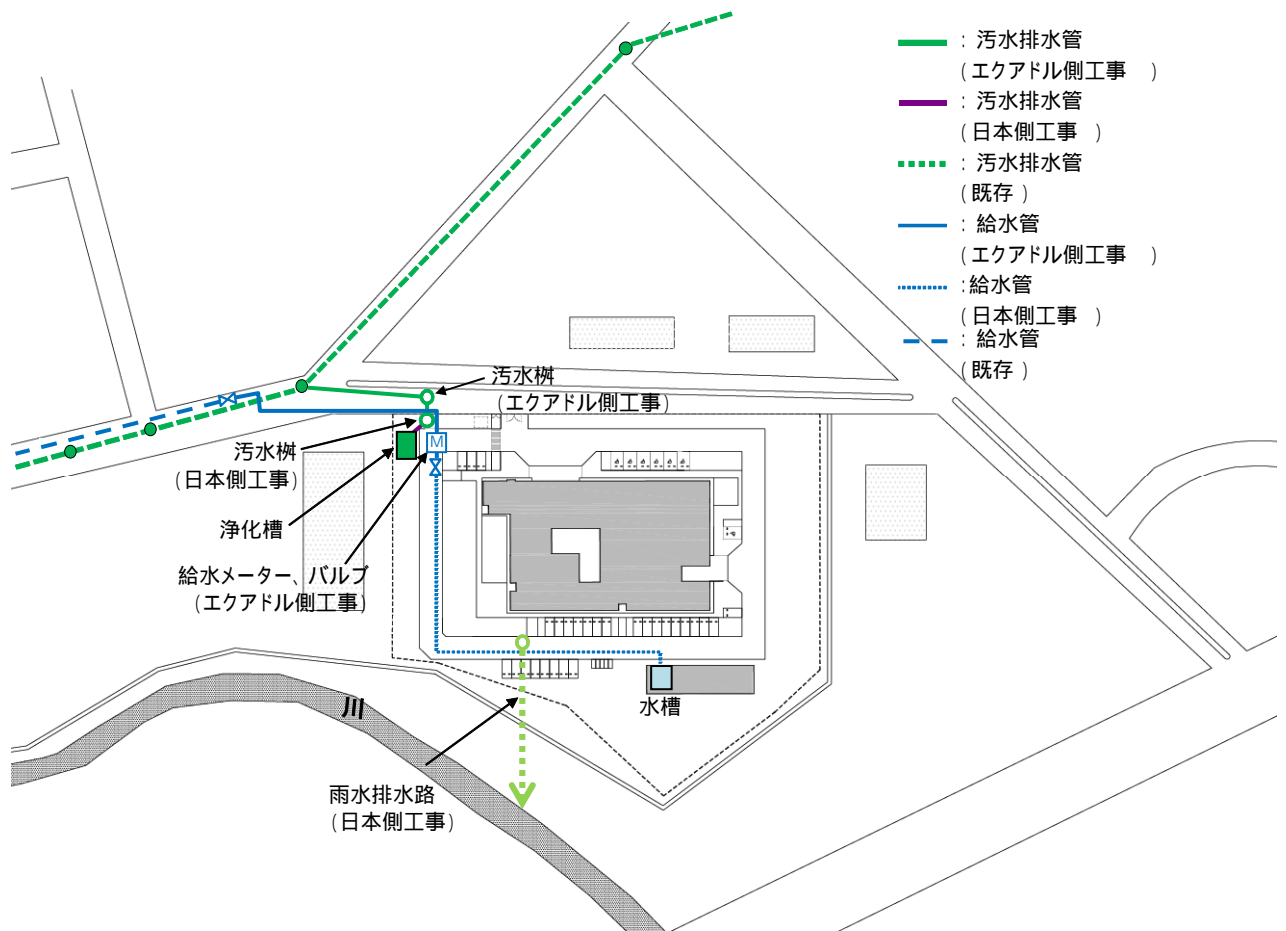 : 汚水排水管
(エクアドル側工事 )
: 汚水排水管
(日本側工事 )
: 汚水排水管
(既存 )
: 給水管
(エクアドル側工事 )
:給水管
(日本側工事 )
: 給水管
(既存 )
汚水桝
(エクアドル側工事)
汚水桝
(日本側工事)
M
浄化槽
給水メーター、バルブ
(エクアドル側工事)
水槽
川
雨水排水路
(日本側工事)